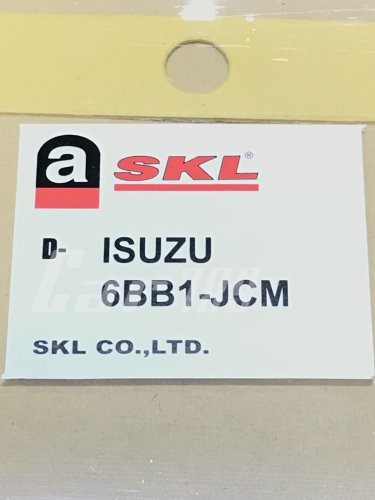 a SKL®
D- ISUZU
6BB1-JCM
SKL CO.,LTD.